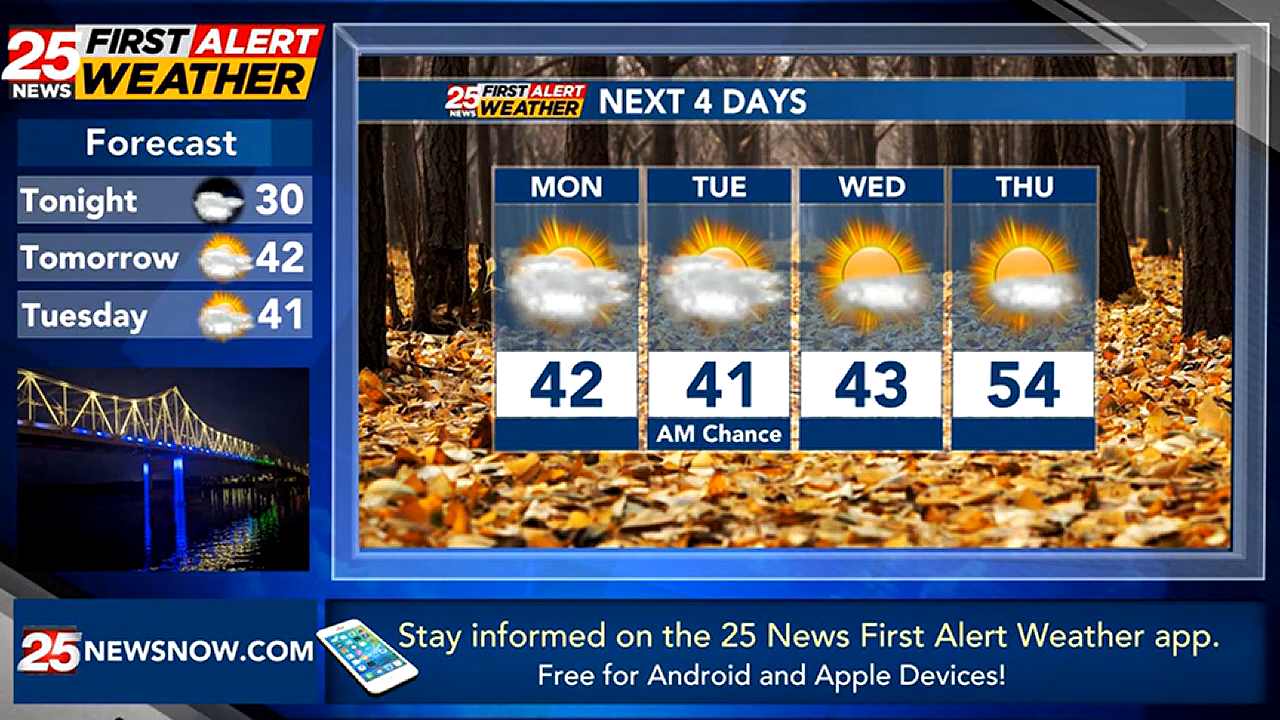 25 FIRST ALERT
NEWS WEATHER
Forecast
Tonight 30
Tomorrow 42
Tuesday 41
25 NEWS FIRST ALERT WEATHER NEXT 4 DAYS
MON TUE WED THU
42 41 43 54
AM Chance
25 NEWSNOW.COM
Stay informed on the 25 News First Alert Weather app.
Free for Android and Apple Devices!